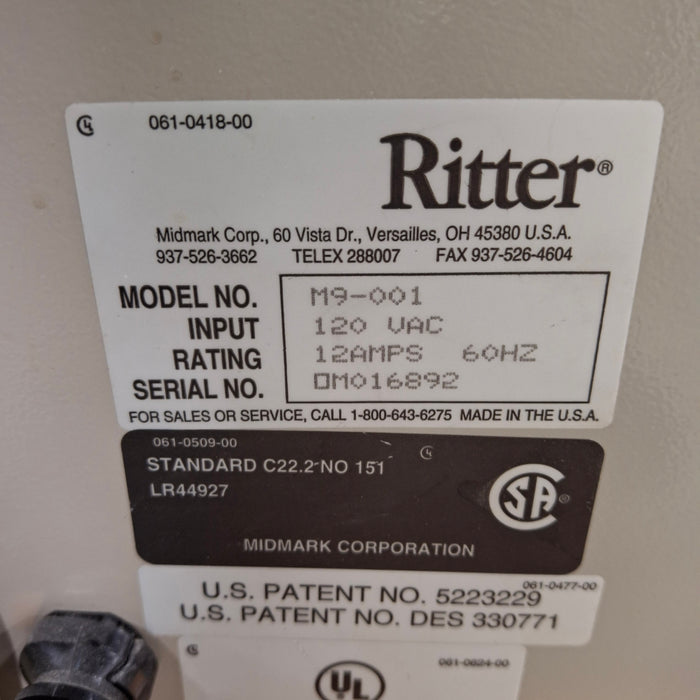 061-0418-00
Ritter®
Midmark Corp., 60 Vista Dr., Versailles, OH 45380 U.S.A.
937-526-3662 TELEX 288007 FAX 937-526-4604
MODEL NO. M9-001
INPUT 120 VAC
RATING 12AMPS 60HZ
SERIAL NO. DM016892
FOR SALES OR SERVICE, CALL 1-800-643-6275 MADE IN THE U.S.A.
061-0509-00
STANDARD C22.2 NO 151
LR44927
CSA®
MIDMARK CORPORATION
061-0477-00
U.S. PATENT NO. 5223229
U.S. PATENT NO. DES 330771
061-0624-00
UL